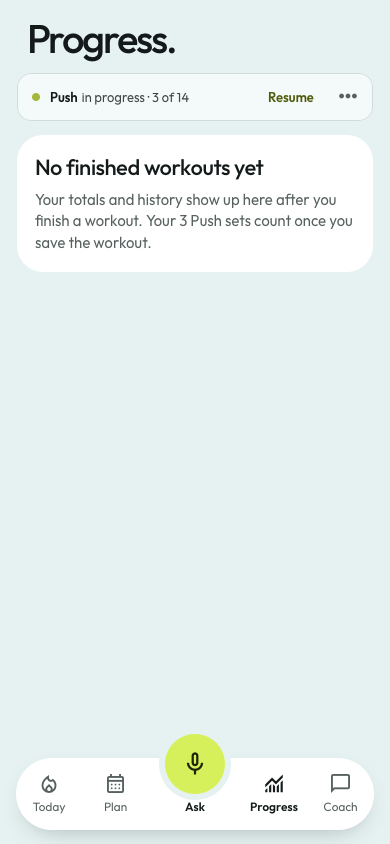 Progress.
Push in progress · 3 of 14 Resume •••
No finished workouts yet
Your totals and history show up here after you
finish a workout. Your 3 Push sets count once you
save the workout.
Today Plan Ask Progress Coach